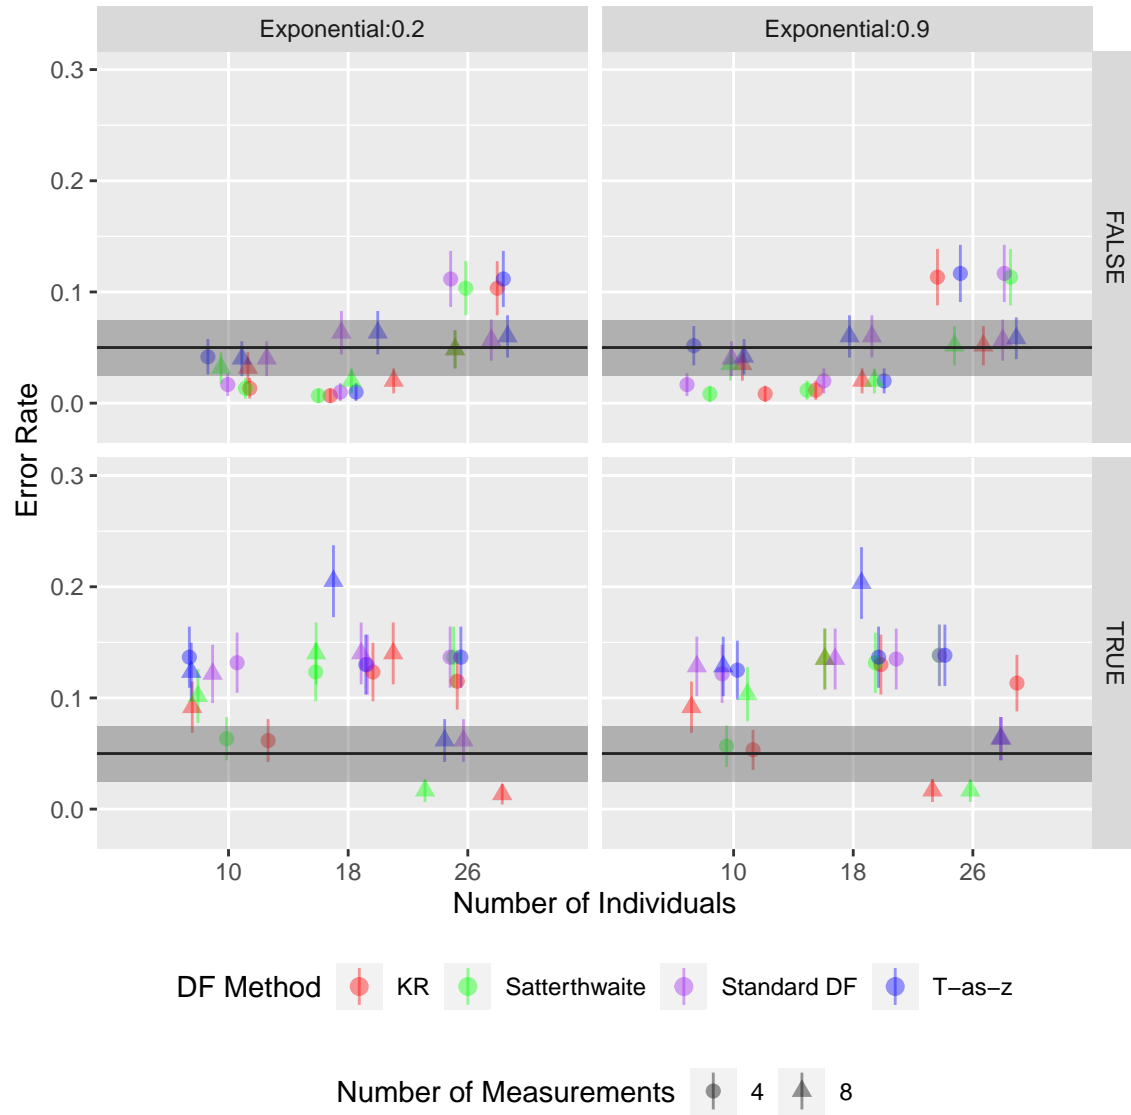 Exponential:0.2
Exponential:0.9
0.3
0.2
0.1
0.0
FALSE
Error Rate
0.3
0.2
0.1
0.0
TRUE
10 18 26 10 18 26
Number of Individuals
DF Method KR Satterthwaite Standard DF T−as−z
Number of Measurements 4 8